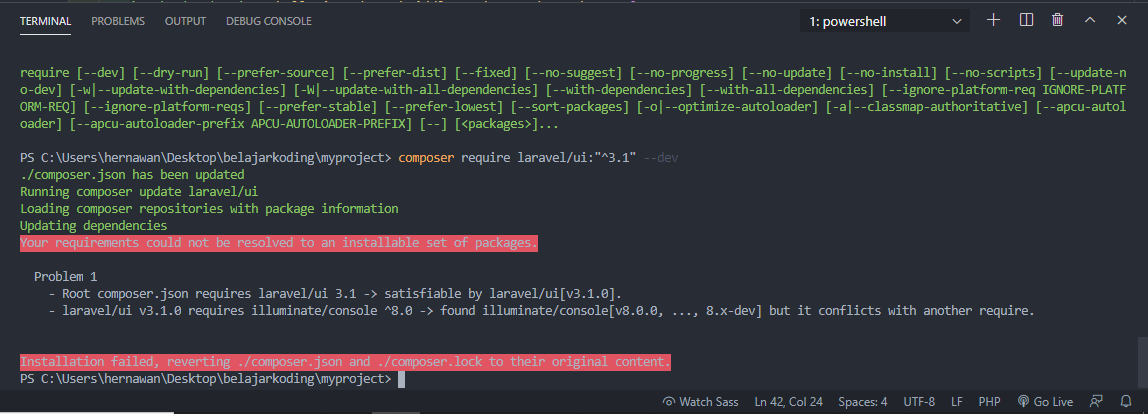 TERMINAL PROBLEMS OUTPUT DEBUG CONSOLE 1: powershell
require [--dev] [--dry-run] [--prefer-source] [--prefer-dist] [--fixed] [--no-suggest] [--no-progress] [--no-update] [--no-install] [--no-scripts] [--update-n
o-dev] [-w|--update-with-dependencies] [-W|--update-with-all-dependencies] [--with-dependencies] [--with-all-dependencies] [--ignore-platform-req IGNORE-PLATF
ORM-REQ] [--ignore-platform-reqs] [--prefer-stable] [--prefer-lowest] [--sort-packages] [-o|--optimize-autoloader] [-a|--classmap-authoritative] [--apcu-autol
oader] [--apcu-autoloader-prefix APCU-AUTOLOADER-PREFIX] [--] [<packages>]...
PS C:\Users\hernawan\Desktop\belajarkoding\myproject> composer require laravel/ui:"^3.1" --dev
./composer.json has been updated
Running composer update laravel/ui
Loading composer repositories with package information
Updating dependencies
Your requirements could not be resolved to an installable set of packages.
Problem 1
- Root composer.json requires laravel/ui 3.1 -> satisfiable by laravel/ui[v3.1.0].
- laravel/ui v3.1.0 requires illuminate/console ^8.0 -> found illuminate/console[v8.0.0, ..., 8.x-dev] but it conflicts with another require.
Installation failed, reverting ./composer.json and ./composer.lock to their original content.
PS C:\Users\hernawan\Desktop\belajarkoding\myproject>
Watch Sass Ln 42, Col 24 Spaces: 4 UTF-8 LF PHP Go Live